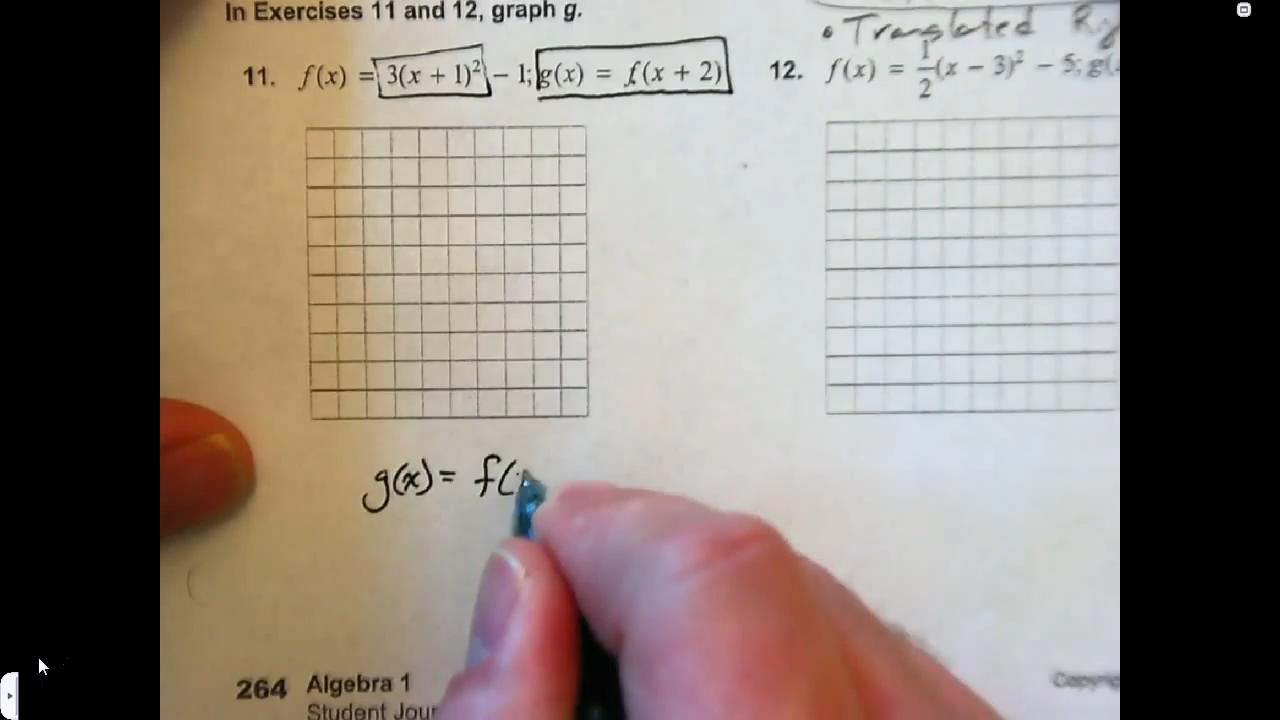 In Exercises 11 and 12, graph g.
• Translated
11. f(x) = 3(x + 1)² − 1; g(x) = f(x + 2)
12. f(x) = 1/2(x − 3)² − 5; g(
g(x) = f(
264 Algebra 1
Student Jour